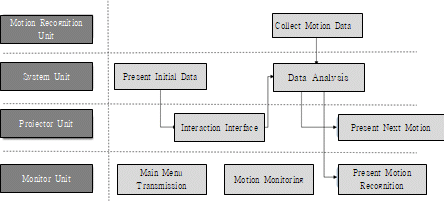 Motion Recognition
Unit
Collect Motion Data
System Unit
Present Initial Data
Data Analysis
Projector Unit
Interaction Interface
Present Next Motion
Monitor Unit
Main Menu
Transmission
Motion Monitoring
Present Motion
Recognition